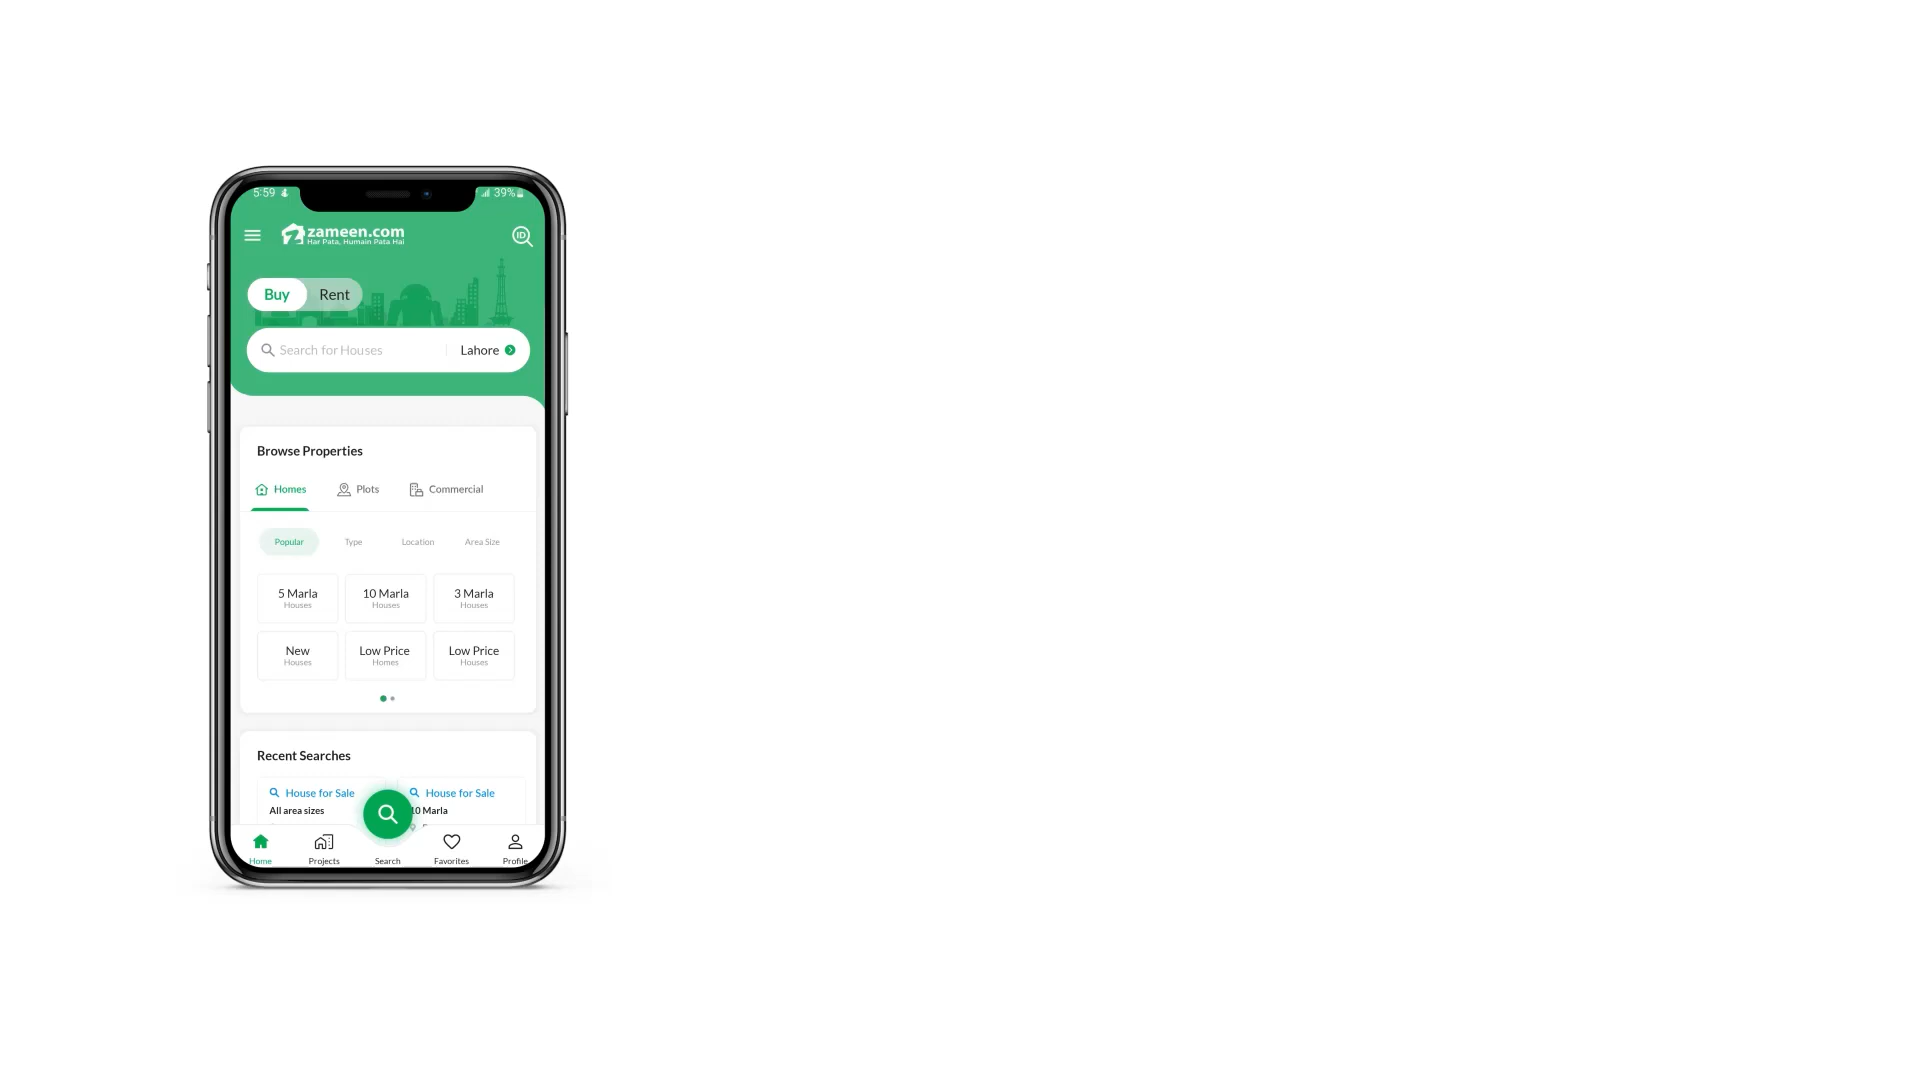 5:59 39%
zameen.com
Har Pata, Humain Pata Hai
ID
Buy Rent
Search for Houses Lahore
Browse Properties
Homes Plots Commercial
Popular Type Location Area Size
5 Marla 10 Marla 3 Marla
Houses Houses Houses
New Low Price Low Price
Houses Homes Houses
Recent Searches
House for Sale House for Sale
All area sizes 10 Marla
Home Projects Search Favorites Profile